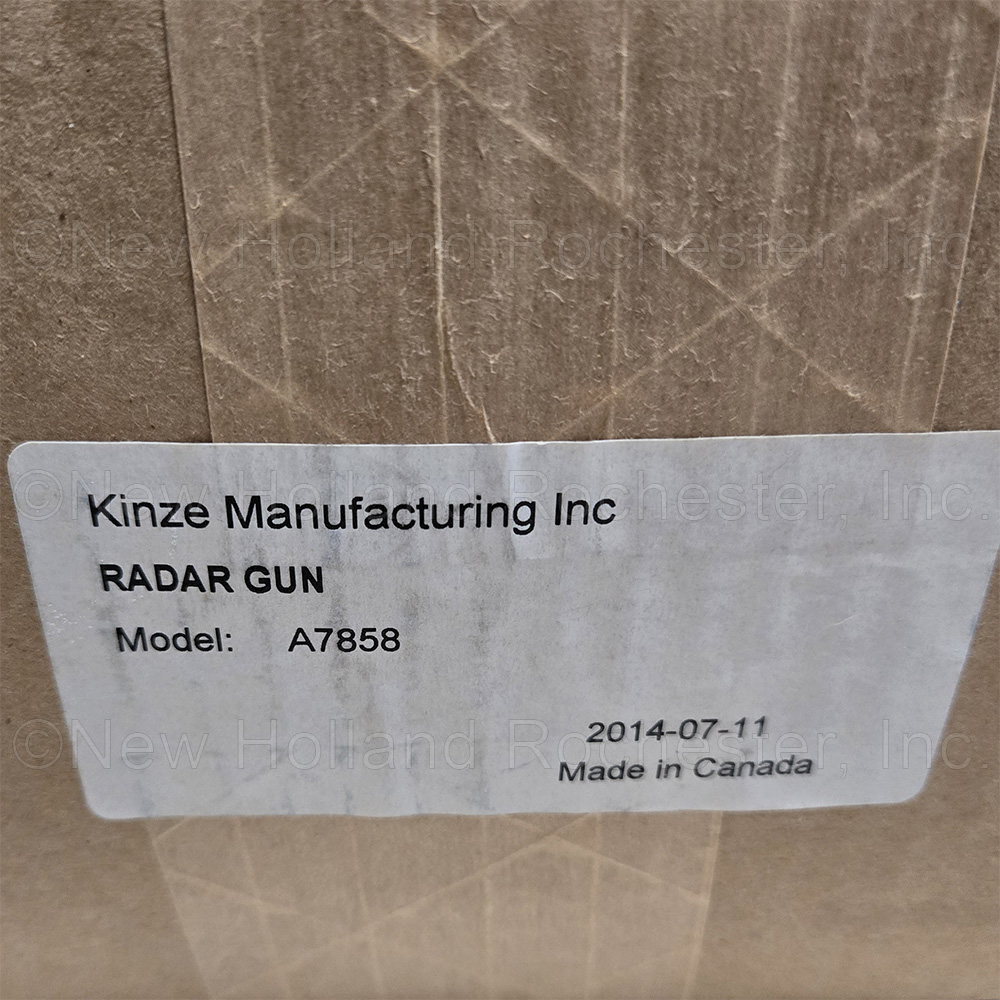 ©New Holland Rochester, Inc.
©New Holland Rochester, Inc.
Kinze Manufacturing Inc
RADAR GUN
Model: A7858
2014-07-11
©New Holland Rochester, Inc.
Made in Canada